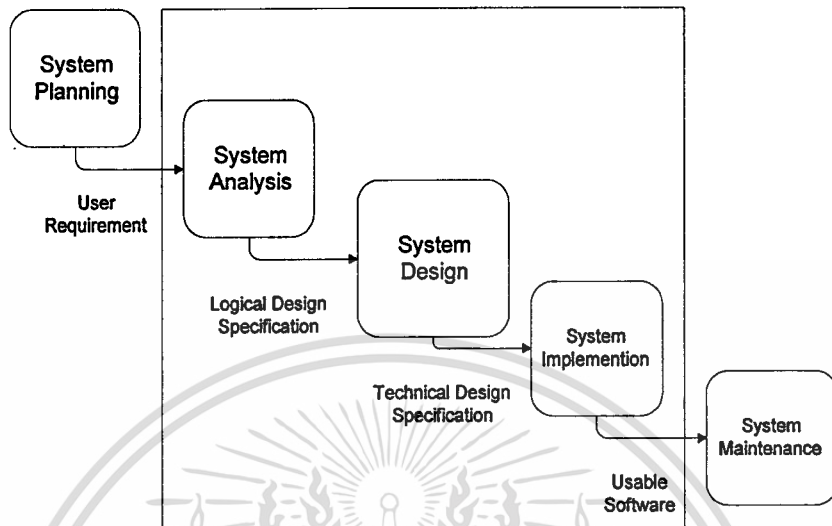 System
Planning
System
Analysis
User
Requirement
System
Design
Logical Design
Specification
System
Implemention
Technical Design
Specification
System
Maintenance
Usable
Software